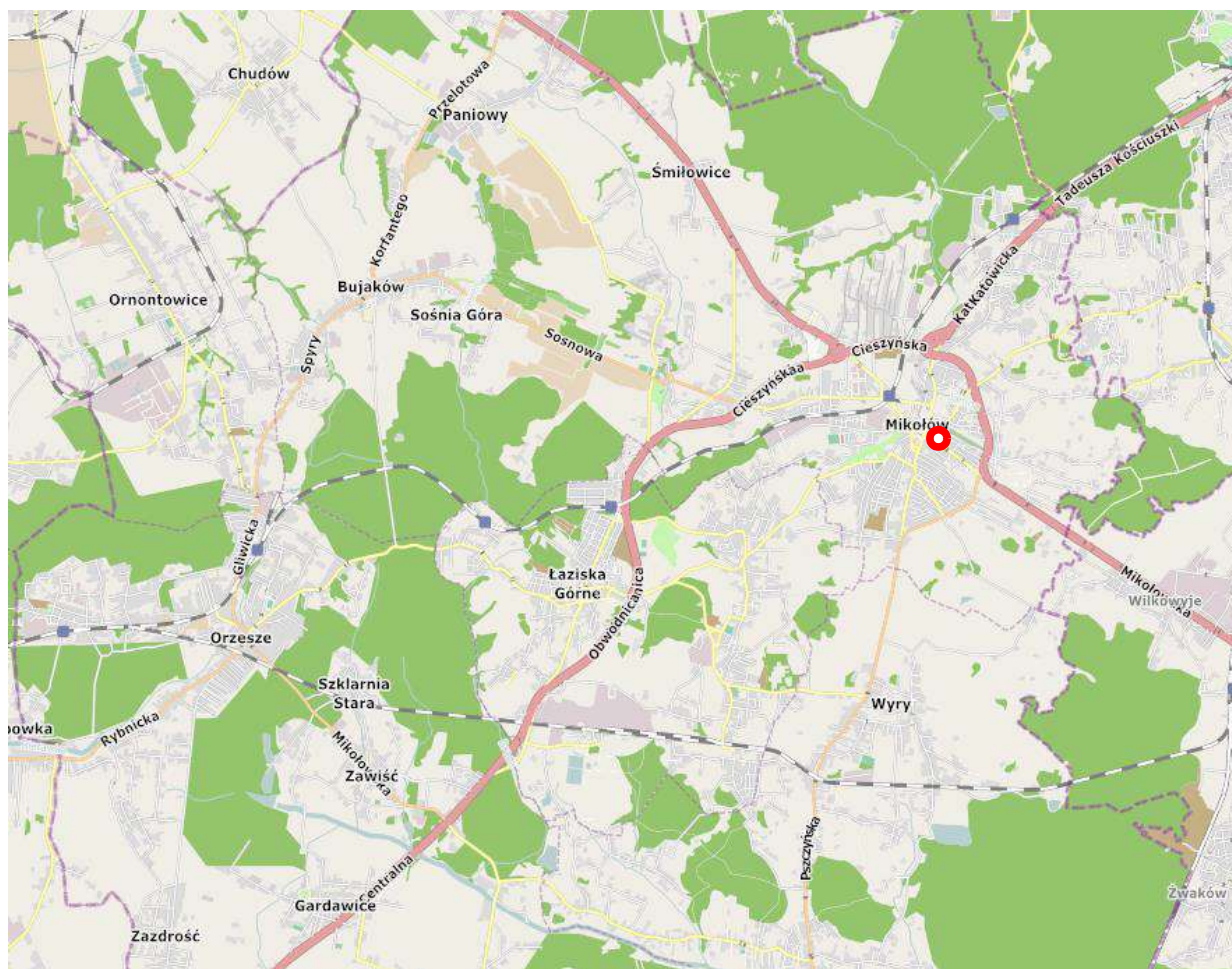 Chudów
Przelotowa
Paniowy
Śmiłowice
Tadeusza Kościuszki
Korfantego
KatKatowicka
Bujaków
Ornontowice
Sośnia Góra
Spyry
Sosnowa
Cieszyńska
Cieszyńskaa
Mikołów
Gliwicka
Łaziska
Górne
Mikołowska
Wilkowyje
Obwodnicanica
Orzesze
Szklarnia
Stara
Wyry
Rybnicka
bowka
Mikołowska
Zawiść
Pszczyńska
Centralna
Gardawice
Żwaków
Zazdrość